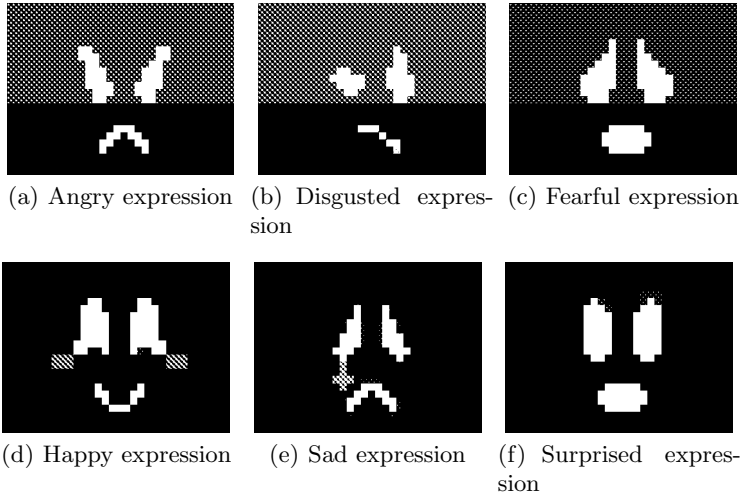 (a) Angry expression
(b) Disgusted expres-
sion
(c) Fearful expression
(d) Happy expression
(e) Sad expression
(f) Surprised expres-
sion